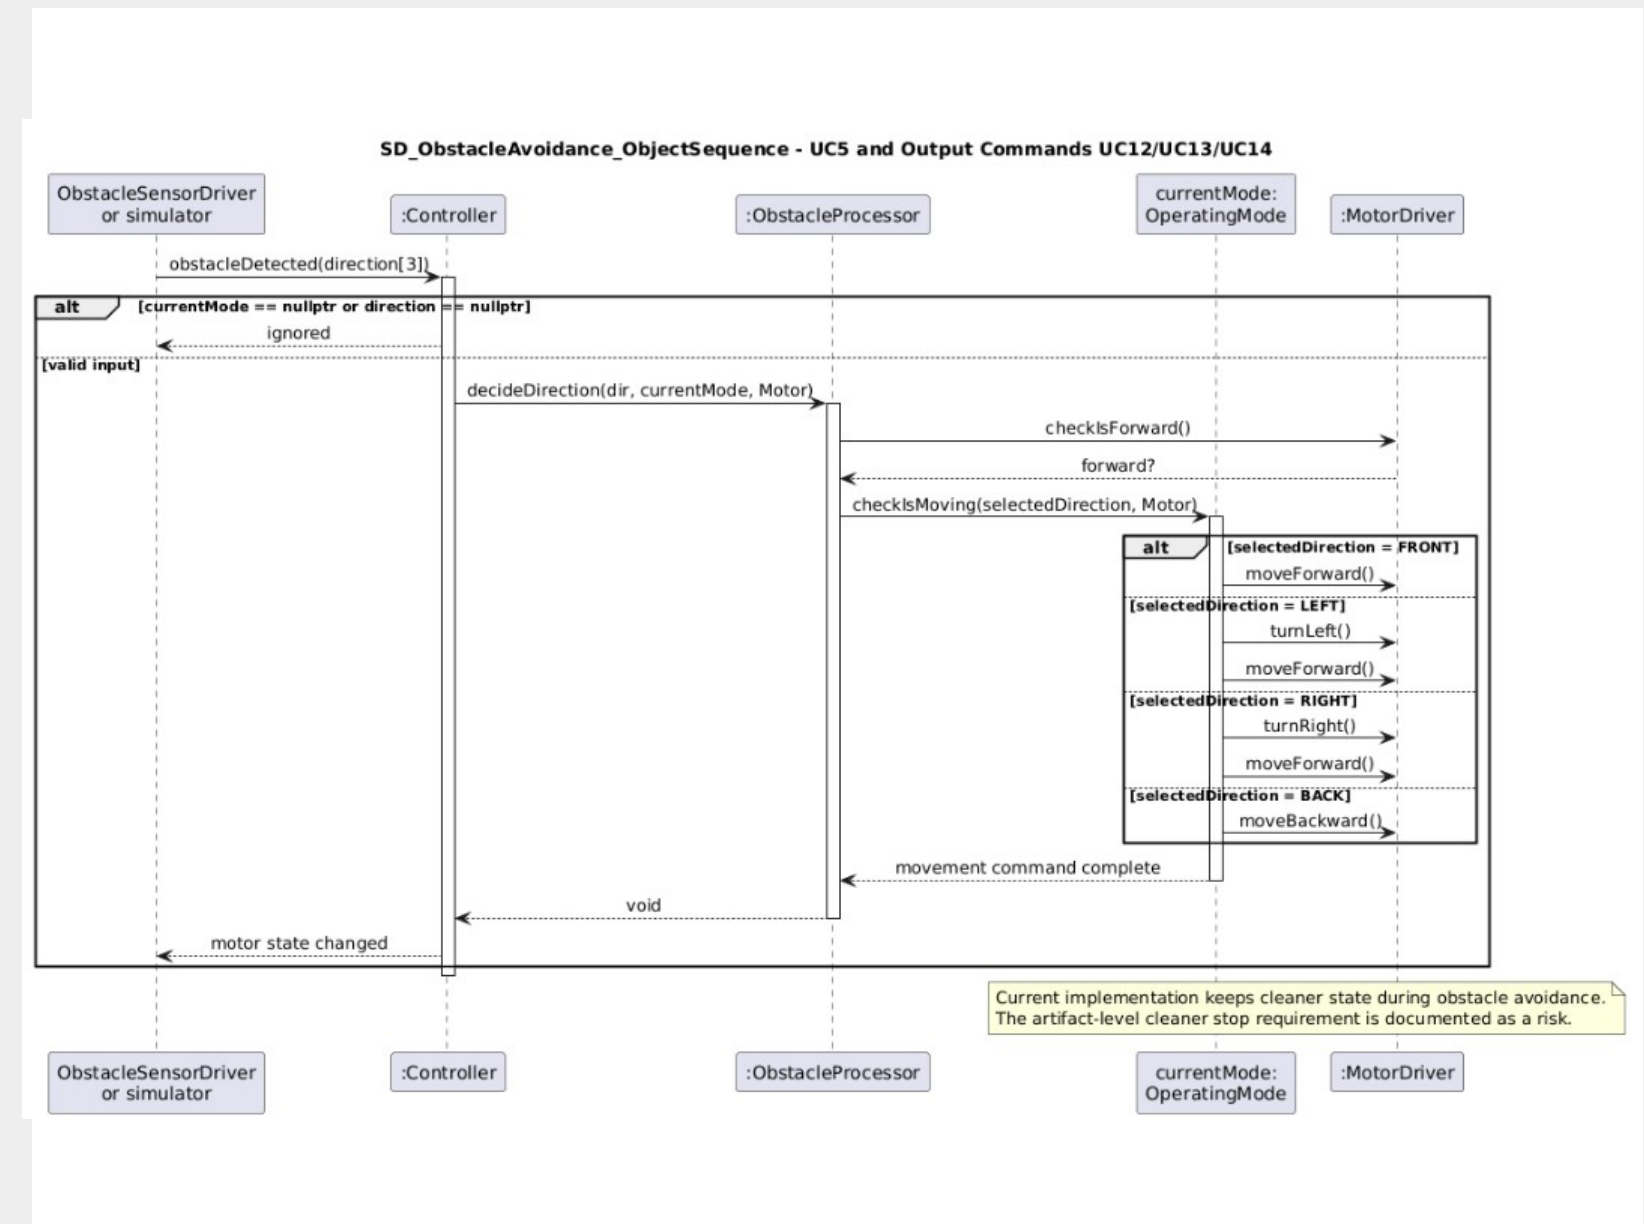 SD_ObstacleAvoidance_ObjectSequence - UC5 and Output Commands UC12/UC13/UC14
ObstacleSensorDriver
or simulator
:Controller
:ObstacleProcessor
currentMode:
OperatingMode
:MotorDriver
obstacleDetected(direction[3])
alt
[currentMode == nullptr or direction == nullptr]
ignored
[valid input]
decideDirection(dir, currentMode, Motor)
checkIsForward()
forward?
checkIsMoving(selectedDirection, Motor)
alt
[selectedDirection = FRONT]
moveForward()
[selectedDirection = LEFT]
turnLeft()
moveForward()
[selectedDirection = RIGHT]
turnRight()
moveForward()
[selectedDirection = BACK]
moveBackward()
movement command complete
void
motor state changed
Current implementation keeps cleaner state during obstacle avoidance.
The artifact-level cleaner stop requirement is documented as a risk.
ObstacleSensorDriver
or simulator
:Controller
:ObstacleProcessor
currentMode:
OperatingMode
:MotorDriver